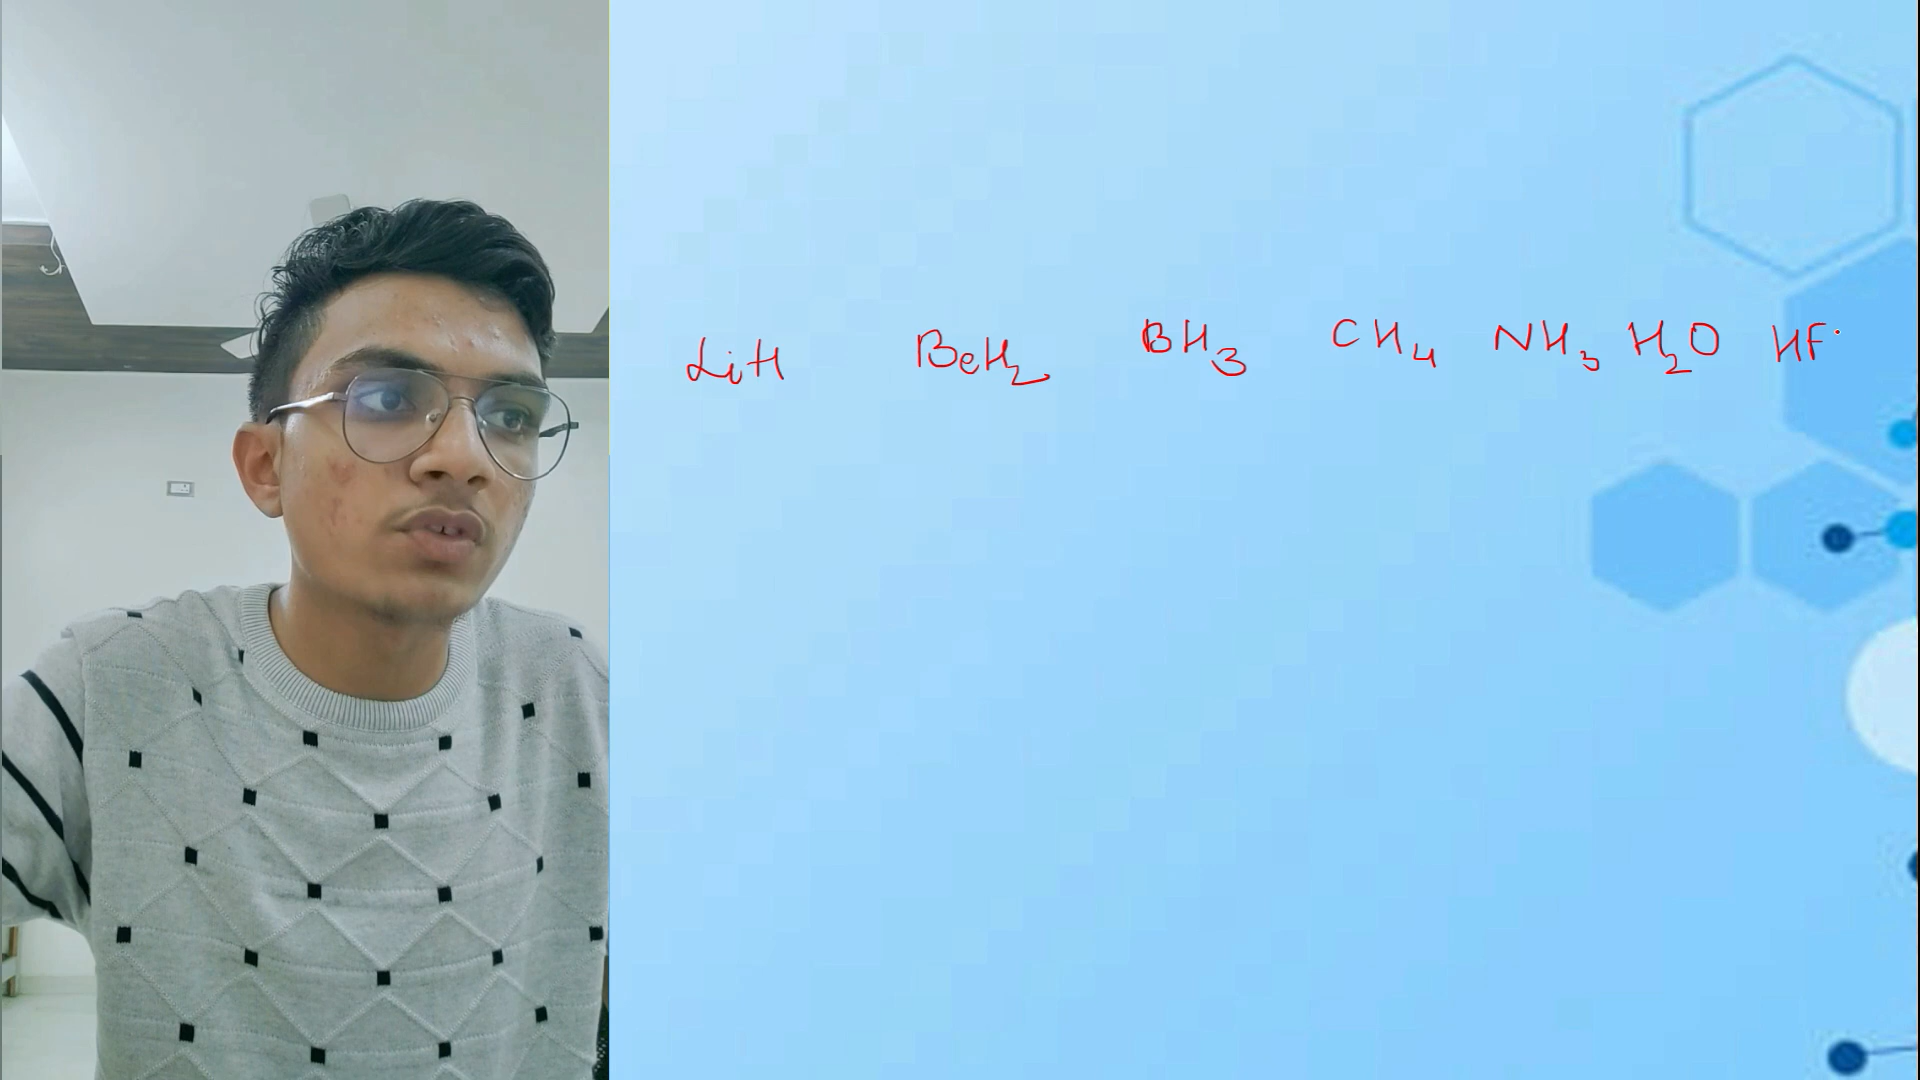 LiH BeH₂ BH₃ CH₄ NH₃ H₂O HF